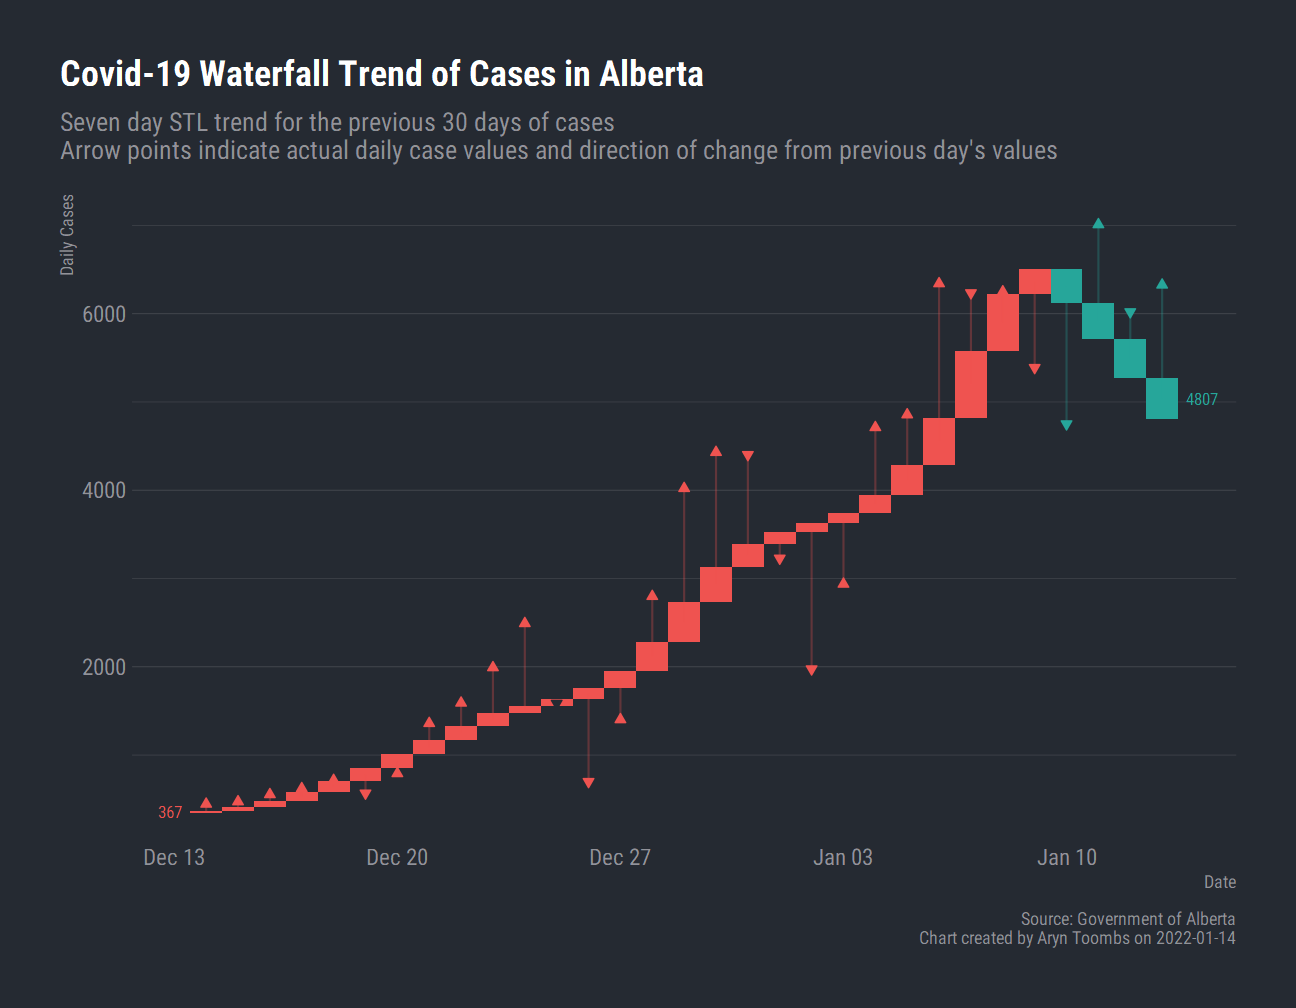 Covid-19 Waterfall Trend of Cases in Alberta
Seven day STL trend for the previous 30 days of cases
Arrow points indicate actual daily case values and direction of change from previous day's values
Daily Cases
6000
4000
2000
4807
367
Dec 13
Dec 20
Dec 27
Jan 03
Jan 10
Date
Source: Government of Alberta
Chart created by Aryn Toombs on 2022-01-14